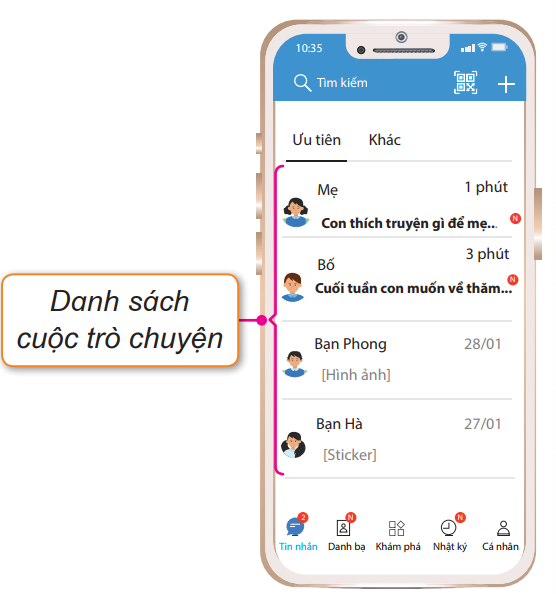 10:35
Tìm kiếm
Ưu tiên Khác
Mẹ 1 phút
Con thích truyện gì để mẹ... N
Bố 3 phút
Cuối tuần con muốn về thăm... N
Danh sách
cuộc trò chuyện
Bạn Phong 28/01
[Hình ảnh]
Bạn Hà 27/01
[Sticker]
2 N N
Tin nhắn Danh bạ Khám phá Nhật ký Cá nhân